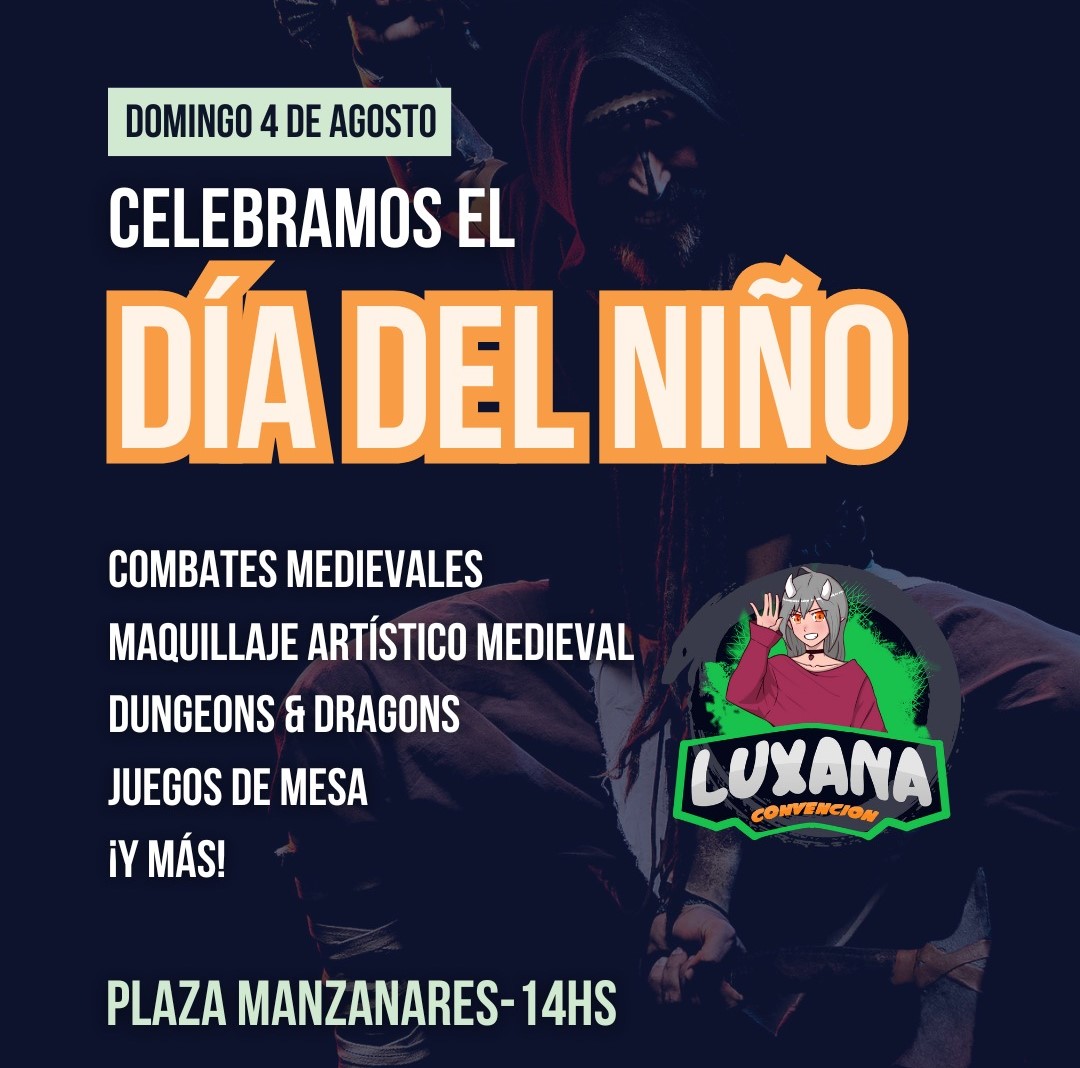 DOMINGO 4 DE AGOSTO
CELEBRAMOS EL
DÍA DEL NIÑO
COMBATES MEDIEVALES
MAQUILLAJE ARTÍSTICO MEDIEVAL
DUNGEONS & DRAGONS
JUEGOS DE MESA
¡Y MÁS!
LUXANA
CONVENCION
PLAZA MANZANARES-14HS